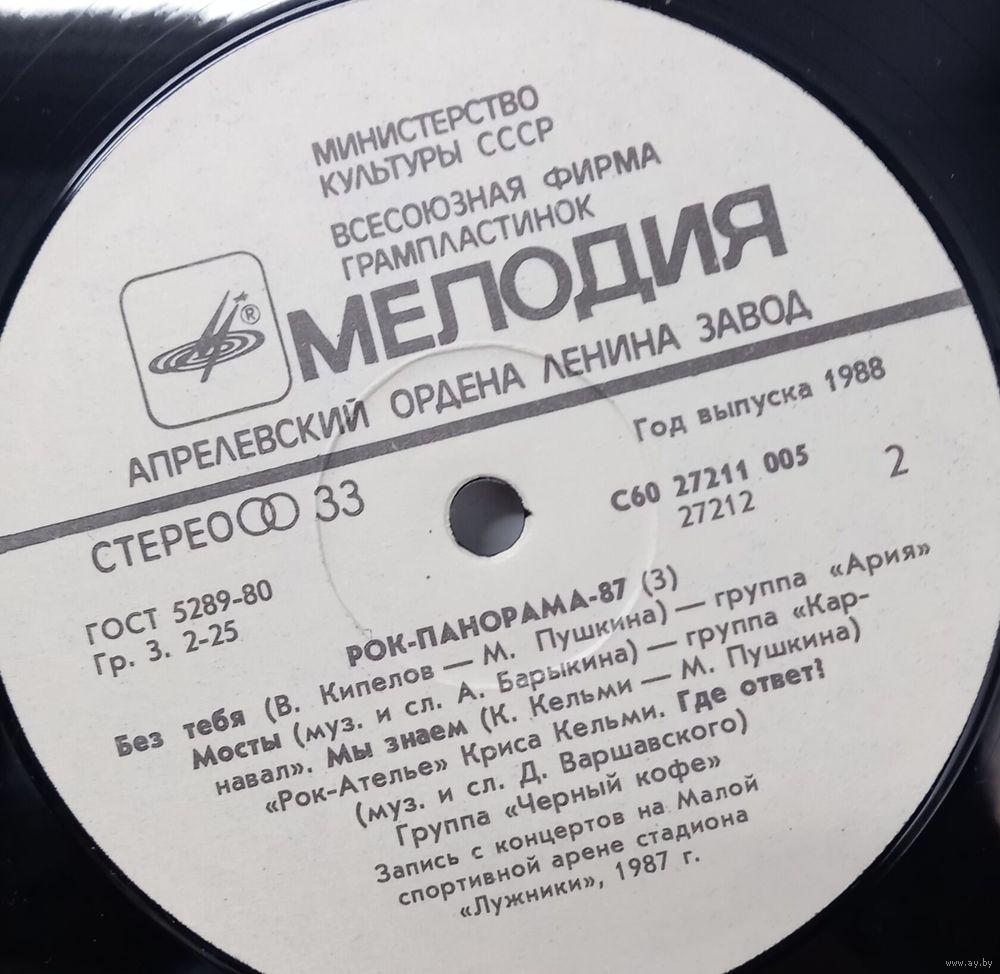 МИНИСТЕРСТВО
КУЛЬТУРЫ СССР
ВСЕСОЮЗНАЯ ФИРМА
ГРАМПЛАСТИНОК
МЕЛОДИЯ
®
АПРЕЛЕВСКИЙ ОРДЕНА ЛЕНИНА ЗАВОД
СТЕРЕО 33
Год выпуска 1988
ГОСТ 5289-80
Гр. 3. 2-25
С60 27211 005
27212
2
РОК-ПАНОРАМА-87 (3)
Без тебя (В. Кипелов — М. Пушкина) — группа «Ария»
Мосты (муз. и сл. А. Барыкина) — группа «Кар-
навал». Мы знаем (К. Кельми — М. Пушкина)
«Рок-Ателье» Криса Кельми. Где ответ?
(муз. и сл. Д. Варшавского)
Группа «Черный кофе»
Запись с концертов на Малой
спортивной арене стадиона
«Лужники», 1987 г.
www.ay.by